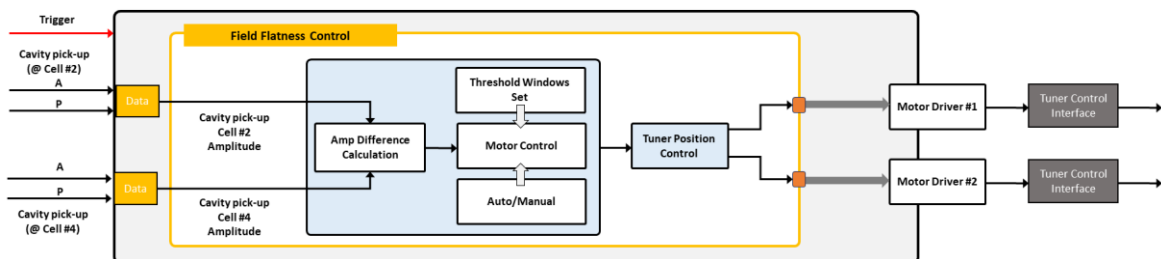 Trigger
Cavity pick-up
(@ Cell #2)
A
P
A
P
Cavity pick-up
(@ Cell #4)
Data
Data
Field Flatness Control
Cavity pick-up
Cell #2
Amplitude
Cavity pick-up
Cell #4
Amplitude
Amp Difference
Calculation
Threshold Windows
Set
Motor Control
Auto/Manual
Tuner Position
Control
Motor Driver #1
Motor Driver #2
Tuner Control
Interface
Tuner Control
Interface